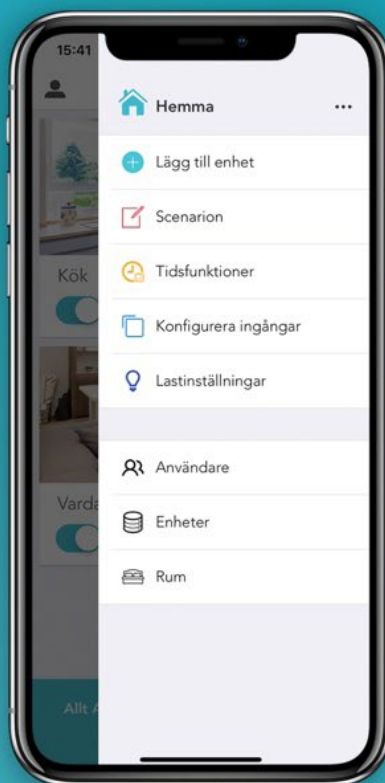 15:41
Hemma
Lägg till enhet
Scenarion
Tidsfunktioner
Konfigurera ingångar
Lastinställningar
Användare
Enheter
Rum
Kök
Varda
Allt